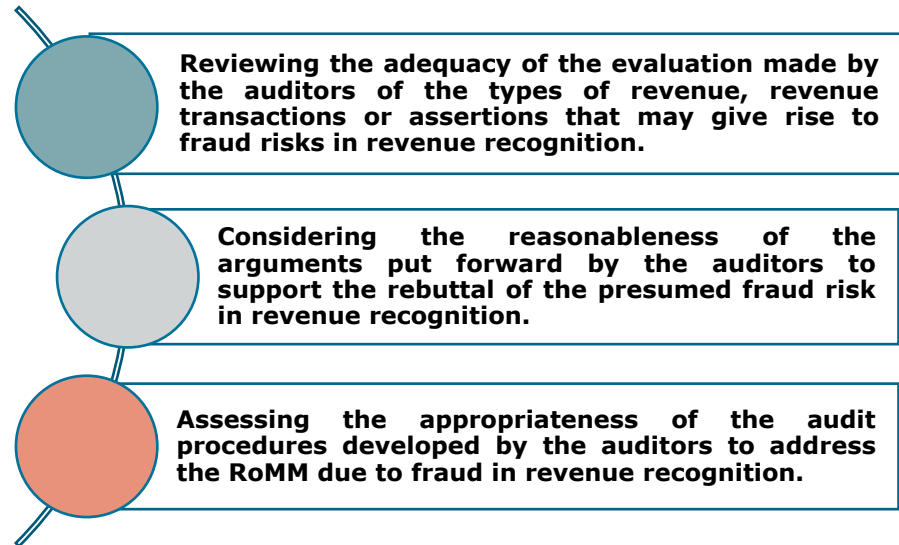 Reviewing the adequacy of the evaluation made by
the auditors of the types of revenue, revenue
transactions or assertions that may give rise to
fraud risks in revenue recognition.
Considering the reasonableness of the
arguments put forward by the auditors to
support the rebuttal of the presumed fraud risk
in revenue recognition.
Assessing the appropriateness of the audit
procedures developed by the auditors to address
the RoMM due to fraud in revenue recognition.